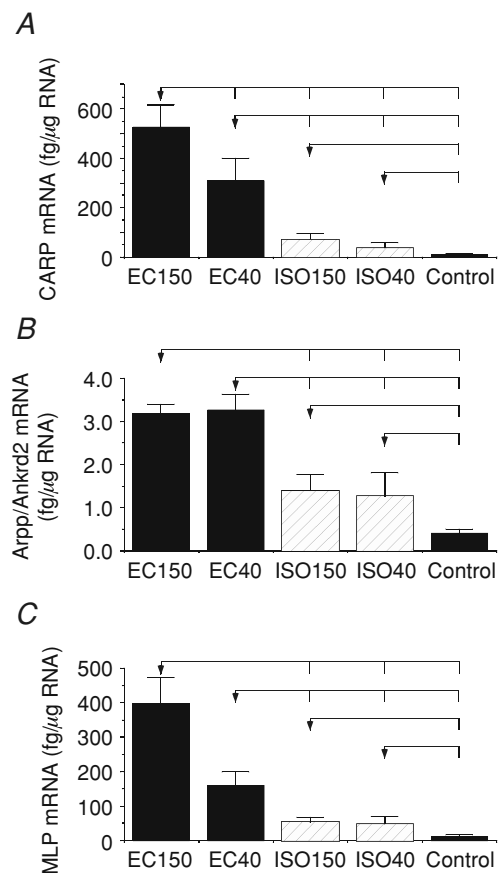 A
CARP mRNA (fg/µg RNA)
600
400
200
0
EC150 EC40 ISO150 ISO40 Control
B
Arpp/Ankrd2 mRNA
(fg/µg RNA)
4.0
3.0
2.0
1.0
0.0
EC150 EC40 ISO150 ISO40 Control
C
MLP mRNA (fg/µg RNA)
500
400
300
200
100
0
EC150 EC40 ISO150 ISO40 Control